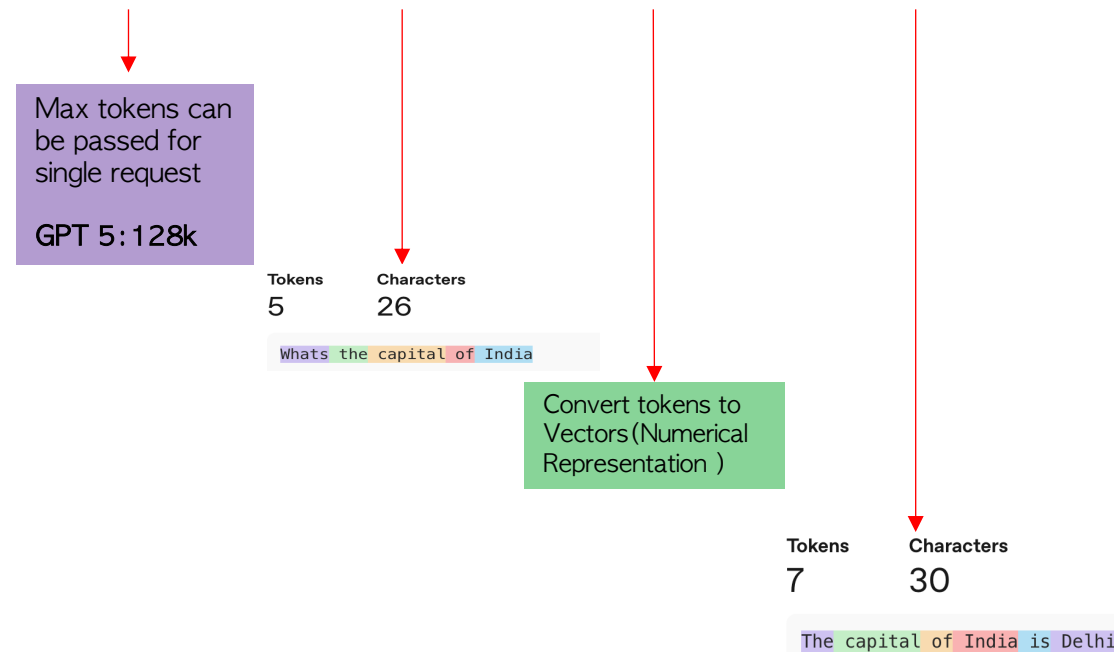 Max tokens can
be passed for
single request
GPT 5:128k
Tokens Characters
5 26
Whats the capital of India
Convert tokens to
Vectors(Numerical
Representation )
Tokens Characters
7 30
The capital of India is Delhi